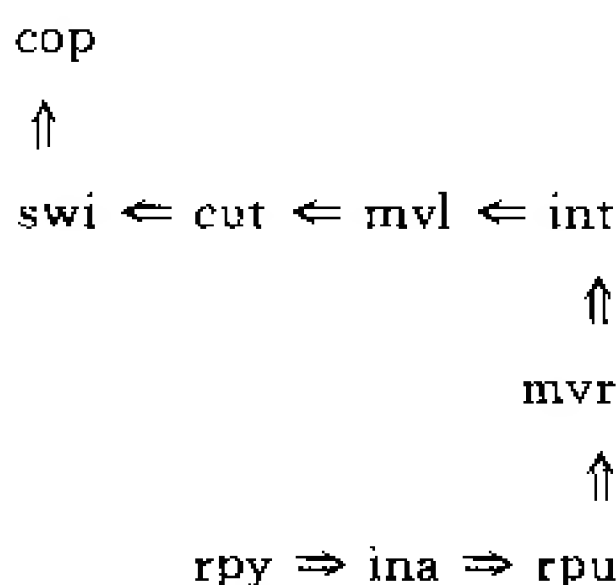 cop
⇑
swi ⇐ cut ⇐ mvl ⇐ int
⇑
mvr
⇑
rpy ⇒ ina ⇒ rpu